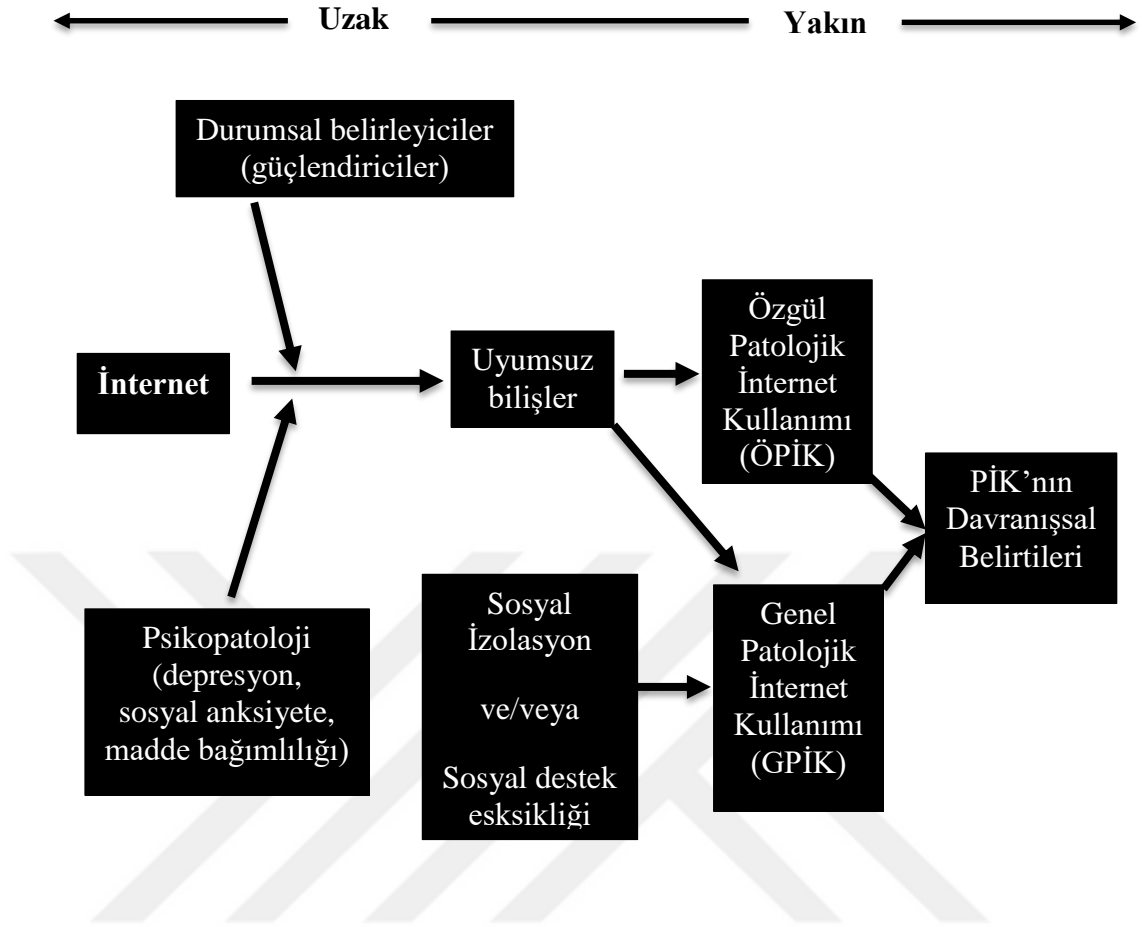 Uzak
Yakın
Durumsal belirleyiciler
(güçlendiriciler)
İnternet
Uyumsuz
bilişler
Özgül
Patolojik
İnternet
Kullanımı
(ÖPİK)
PİK’nın
Davranışsal
Belirtileri
Psikopatoloji
(depresyon,
sosyal anksiyete,
madde bağımlılığı)
Sosyal
İzolasyon
ve/veya
Sosyal destek
esksikliği
Genel
Patolojik
İnternet
Kullanımı
(GPİK)